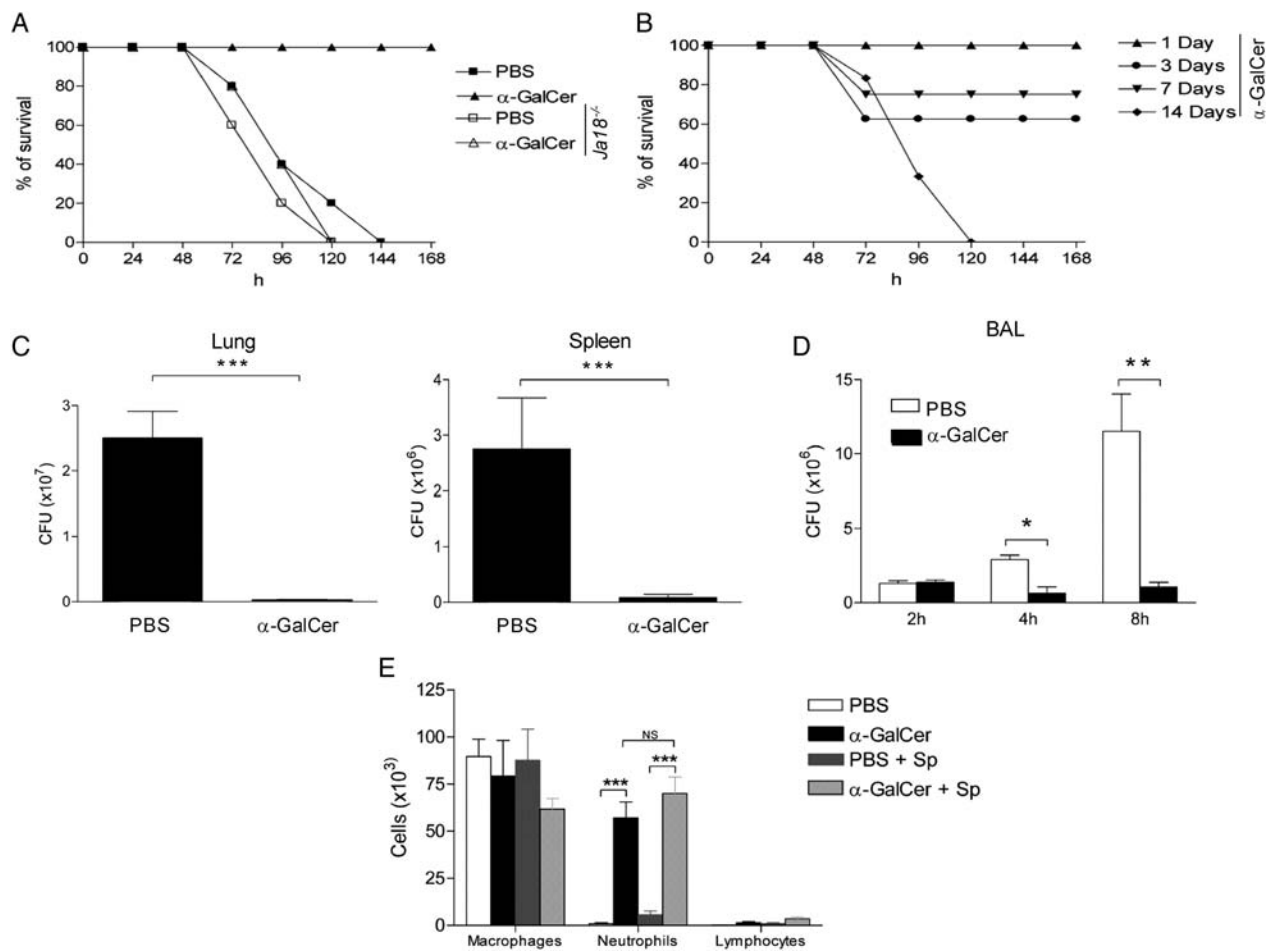 A
% of survival
100
80
60
40
20
0
0 24 48 72 96 120 144 168
h
PBS
α-GalCer
PBS
α-GalCer
Ja18-/-
B
% of survival
100
80
60
40
20
0
0 24 48 72 96 120 144 168
h
1 Day
3 Days
7 Days
14 Days
α-GalCer
C
Lung
***
CFU (x10⁷)
3
2
1
0
PBS α-GalCer
Spleen
***
CFU (x10⁶)
4
3
2
1
0
PBS α-GalCer
D
BAL
CFU (x10⁶)
15
10
5
0
PBS
α-GalCer
*
**
2h 4h 8h
E
Cells (x10³)
125
100
75
50
25
0
NS
*** ***
Macrophages Neutrophils Lymphocytes
PBS
α-GalCer
PBS + Sp
α-GalCer + Sp